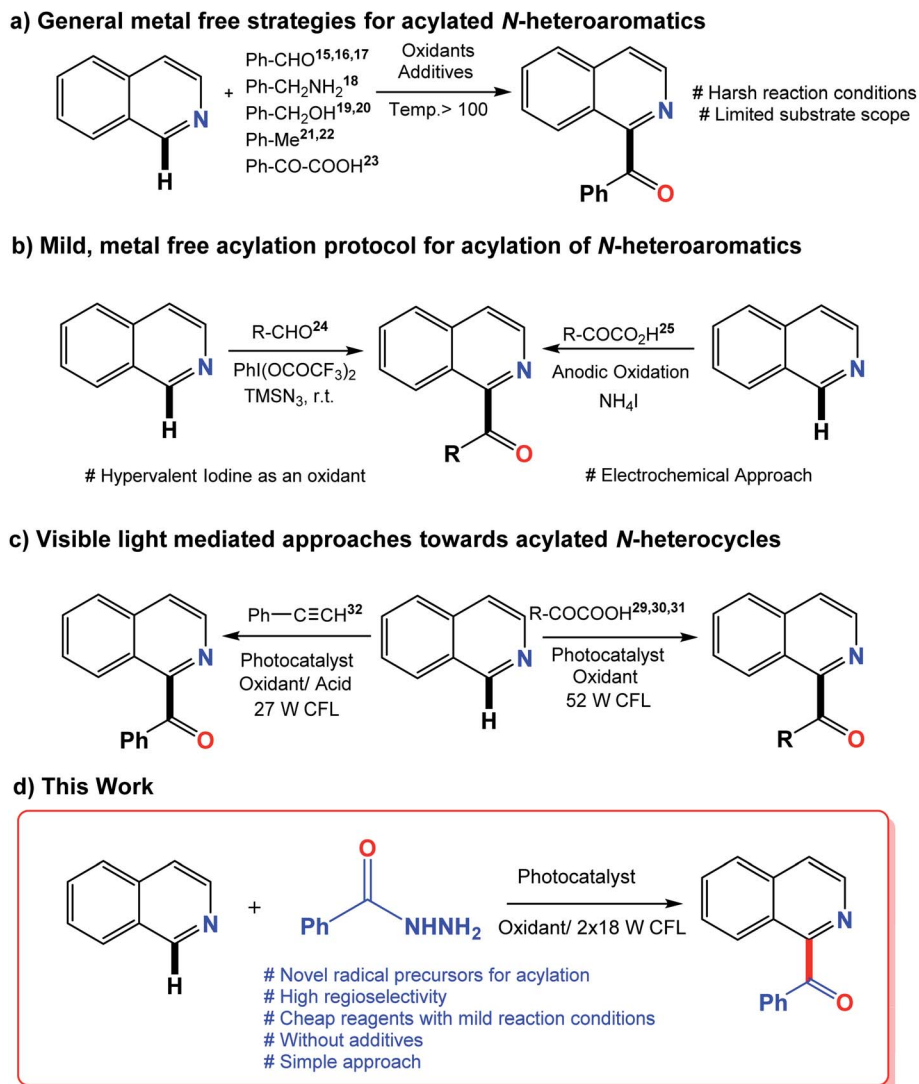 a) General metal free strategies for acylated N-heteroaromatics
N
H
+
Ph-CHO15,16,17
Ph-CH2NH2 18
Ph-CH2OH19,20
Ph-Me21,22
Ph-CO-COOH23
Oxidants
Additives
Temp.> 100
N
Ph
O
# Harsh reaction conditions
# Limited substrate scope
b) Mild, metal free acylation protocol for acylation of N-heteroaromatics
N
H
R-CHO24
PhI(OCOCF3)2
TMSN3, r.t.
N
R
O
R-COCO2H25
Anodic Oxidation
NH4I
N
H
# Hypervalent Iodine as an oxidant
# Electrochemical Approach
c) Visible light mediated approaches towards acylated N-heterocycles
N
Ph
O
Ph—C≡CH32
Photocatalyst
Oxidant/ Acid
27 W CFL
N
H
R-COCOOH29,30,31
Photocatalyst
Oxidant
52 W CFL
N
R
O
d) This Work
N
H
+
O
Ph
NHNH2
Photocatalyst
Oxidant/ 2x18 W CFL
N
Ph
O
# Novel radical precursors for acylation
# High regioselectivity
# Cheap reagents with mild reaction conditions
# Without additives
# Simple approach